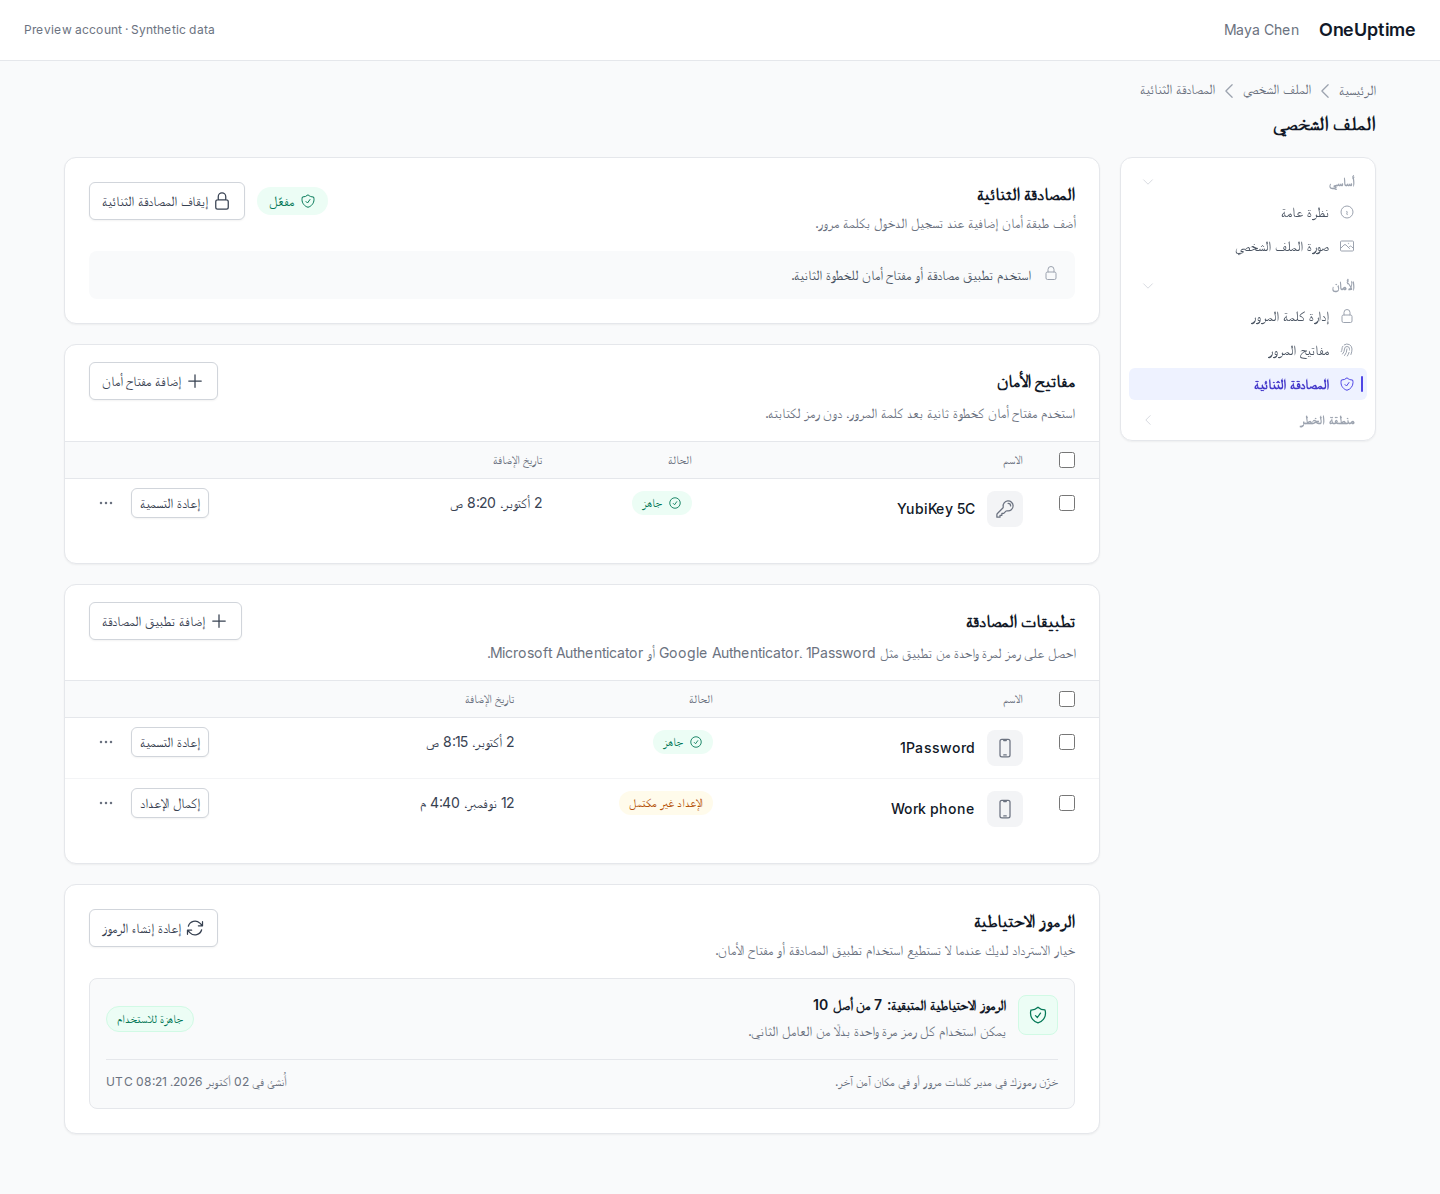 OneUptime
Maya Chen
Preview account · Synthetic data
الرئيسية
الملف الشخصي
المصادقة الثنائية
الملف الشخصي
أساسي
نظرة عامة
صورة الملف الشخصي
الأمان
إدارة كلمة المرور
مفاتيح المرور
المصادقة الثنائية
منطقة الخطر
المصادقة الثنائية
مفعّل
إيقاف المصادقة الثنائية
أضف طبقة أمان إضافية عند تسجيل الدخول بكلمة مرور.
استخدم تطبيق مصادقة أو مفتاح أمان للخطوة الثانية.
مفاتيح الأمان
إضافة مفتاح أمان
استخدم مفتاح أمان كخطوة ثانية بعد كلمة المرور، دون رمز لكتابته.
الاسم الحالة تاريخ الإضافة
YubiKey 5C جاهز 2 أكتوبر، 8:20 ص إعادة التسمية
تطبيقات المصادقة
إضافة تطبيق المصادقة
احصل على رمز لمرة واحدة من تطبيق مثل Google Authenticator، 1Password أو Microsoft Authenticator.
الاسم الحالة تاريخ الإضافة
1Password جاهز 2 أكتوبر، 8:15 ص إعادة التسمية
Work phone الإعداد غير مكتمل 12 نوفمبر، 4:40 م إكمال الإعداد
الرموز الاحتياطية
إعادة إنشاء الرموز
خيار الاسترداد لديك عندما لا تستطيع استخدام تطبيق المصادقة أو مفتاح الأمان.
الرموز الاحتياطية المتبقية: 7 من أصل 10
جاهزة للاستخدام
يمكن استخدام كل رمز مرة واحدة بدلًا من العامل الثاني.
خزّن رموزك في مدير كلمات مرور أو في مكان آمن آخر.
أُنشئ في 02 أكتوبر 2026، 08:21 UTC